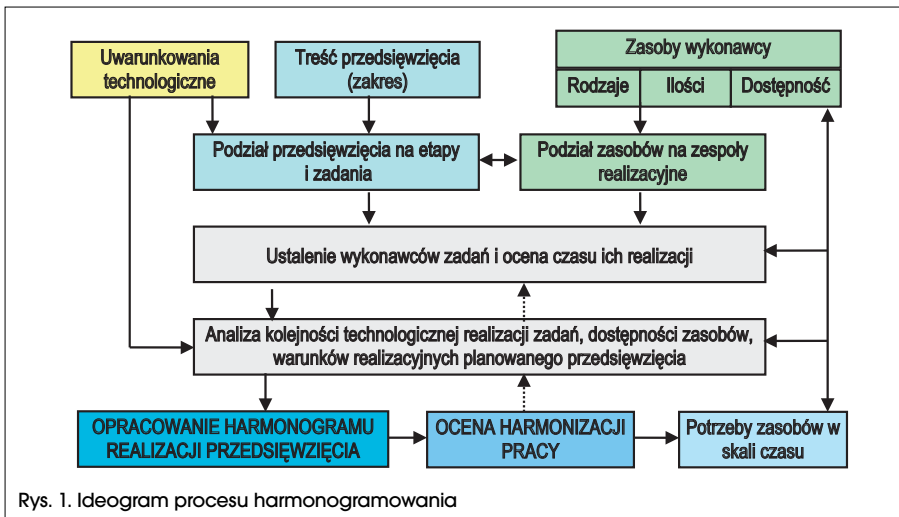 Uwarunkowania
technologiczne
Treść przedsięwzięcia
(zakres)
Zasoby wykonawcy
Rodzaje
Ilości
Dostępność
Podział przedsięwzięcia na etapy
i zadania
Podział zasobów na zespoły
realizacyjne
Ustalenie wykonawców zadań i ocena czasu ich realizacji
Analiza kolejności technologicznej realizacji zadań, dostępności zasobów,
warunków realizacyjnych planowanego przedsięwzięcia
OPRACOWANIE HARMONOGRAMU
REALIZACJI PRZEDSIĘWZIĘCIA
OCENA HARMONIZACJI
PRACY
Potrzeby zasobów w
skali czasu
Rys. 1. Ideogram procesu harmonogramowania